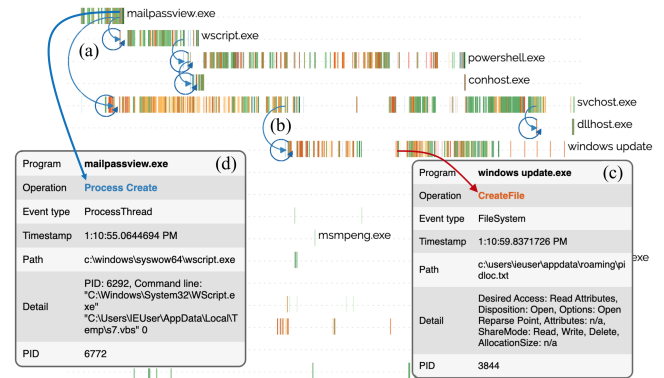 mailpassview.exe
(a)
wscript.exe
powershell.exe
conhost.exe
svchost.exe
(b)
dllhost.exe
windows update
(d)
Program mailpassview.exe
Operation Process Create
Event type ProcessThread
Timestamp 1:10:55.0644694 PM
Path c:\windows\syswow64\wscript.exe
Detail PID: 6292, Command line:
"C:\Windows\System32\WScript.e
xe"
"C:\Users\IEUser\AppData\Local\T
emp\s7.vbs" 0
PID 6772
msmpeng.exe
(c)
Program windows update.exe
Operation CreateFile
Event type FileSystem
Timestamp 1:10:59.8371726 PM
Path c:\users\ieuser\appdata\roaming\pi
dloc.txt
Detail Desired Access: Read Attributes,
Disposition: Open, Options: Open
Reparse Point, Attributes: n/a,
ShareMode: Read, Write, Delete,
AllocationSize: n/a
PID 3844